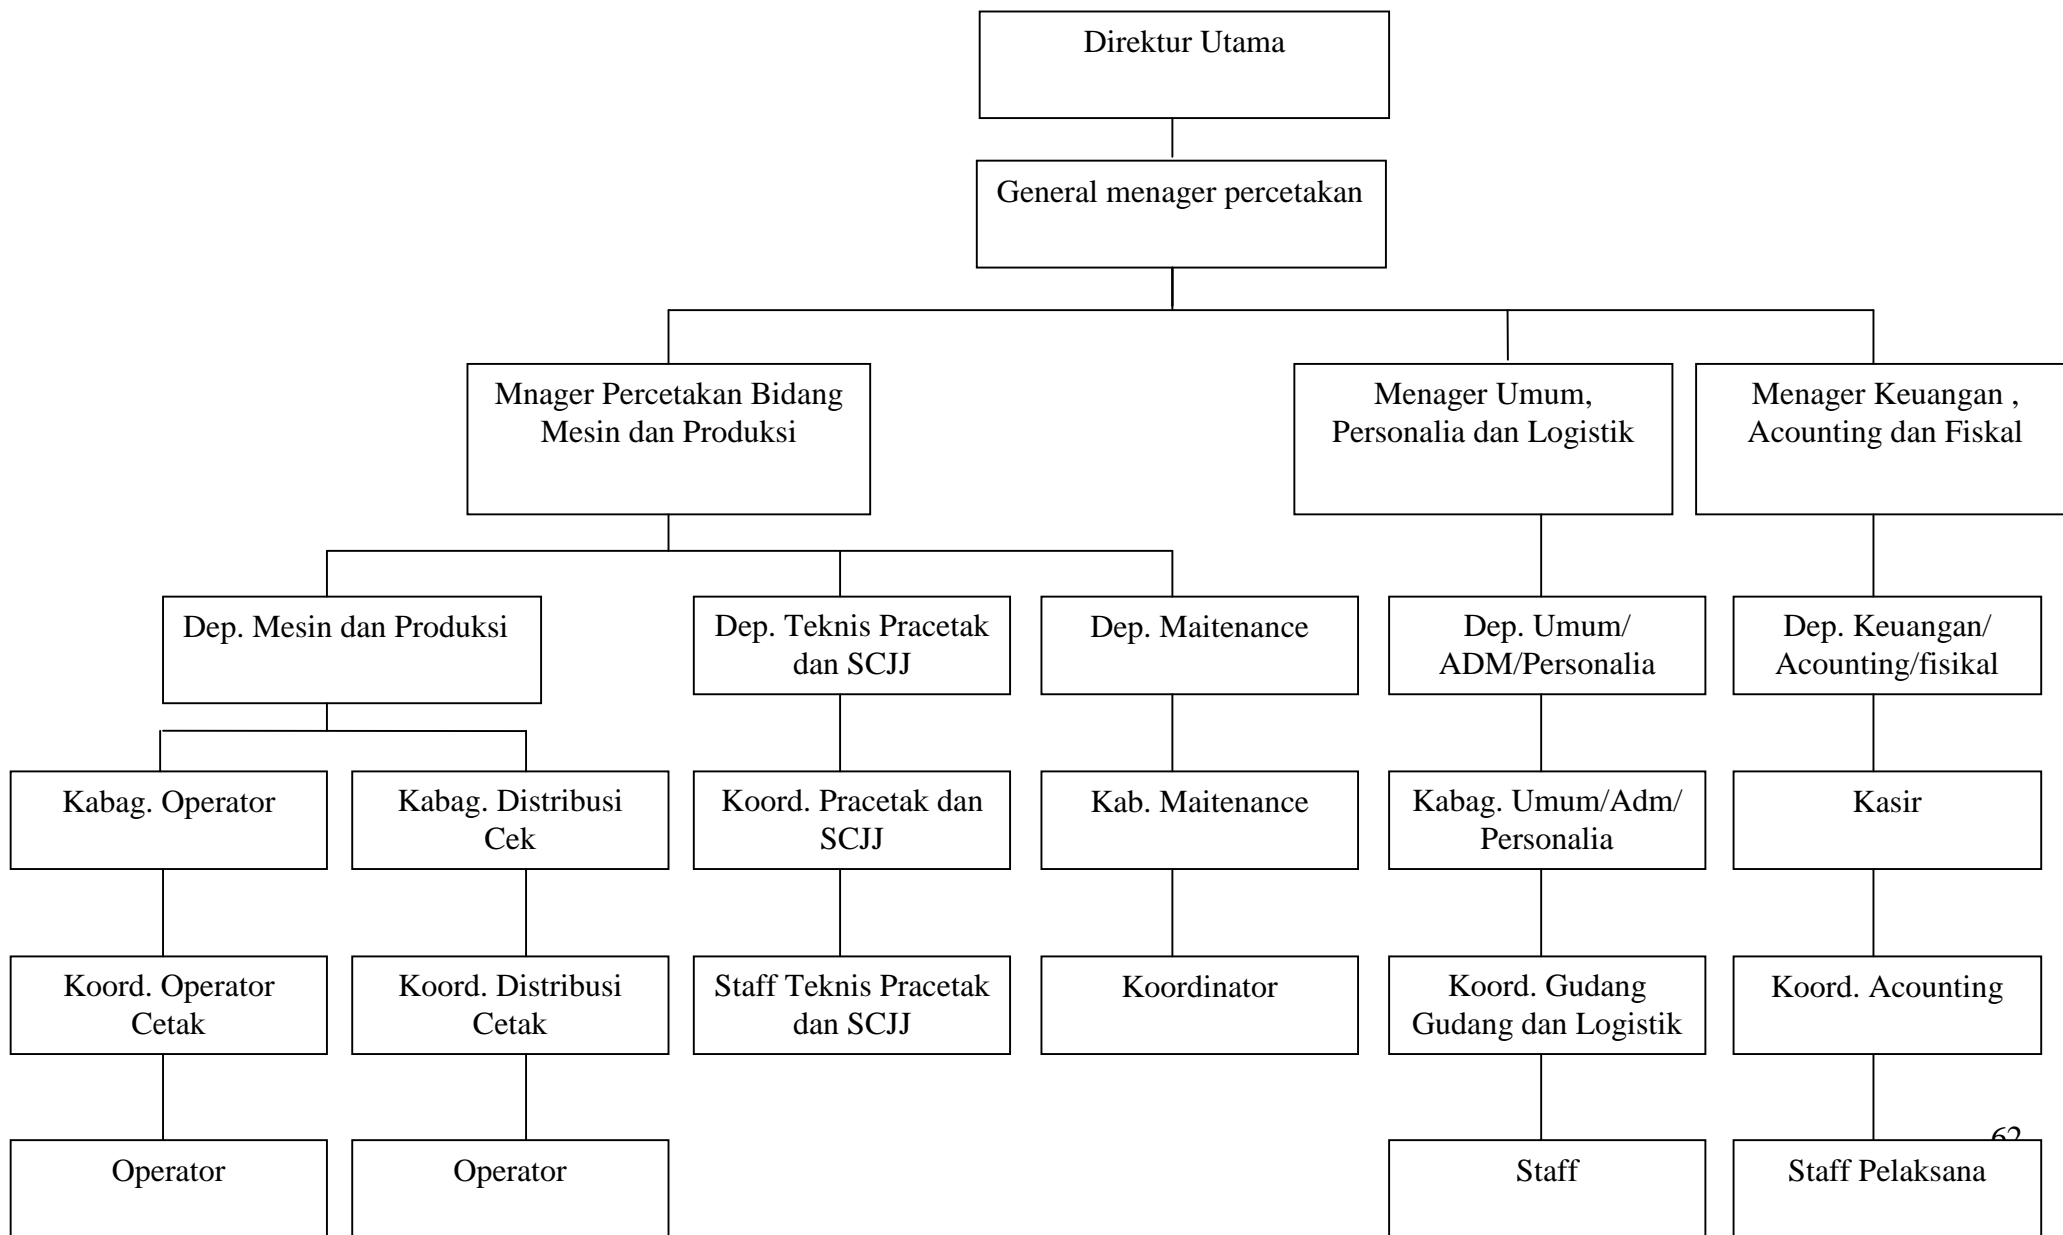 Direktur Utama
General menager percetakan
Mnager Percetakan Bidang
Mesin dan Produksi
Menager Umum,
Personalia dan Logistik
Menager Keuangan ,
Acounting dan Fiskal
Dep. Mesin dan Produksi
Dep. Teknis Pracetak
dan SCJJ
Dep. Maitenance
Dep. Umum/
ADM/Personalia
Dep. Keuangan/
Acounting/fisikal
Kabag. Operator
Kabag. Distribusi
Cek
Koord. Pracetak dan
SCJJ
Kab. Maitenance
Kabag. Umum/Adm/
Personalia
Kasir
Koord. Operator
Cetak
Koord. Distribusi
Cetak
Staff Teknis Pracetak
dan SCJJ
Koordinator
Koord. Gudang
Gudang dan Logistik
Koord. Acounting
62
Operator
Operator
Staff
Staff Pelaksana